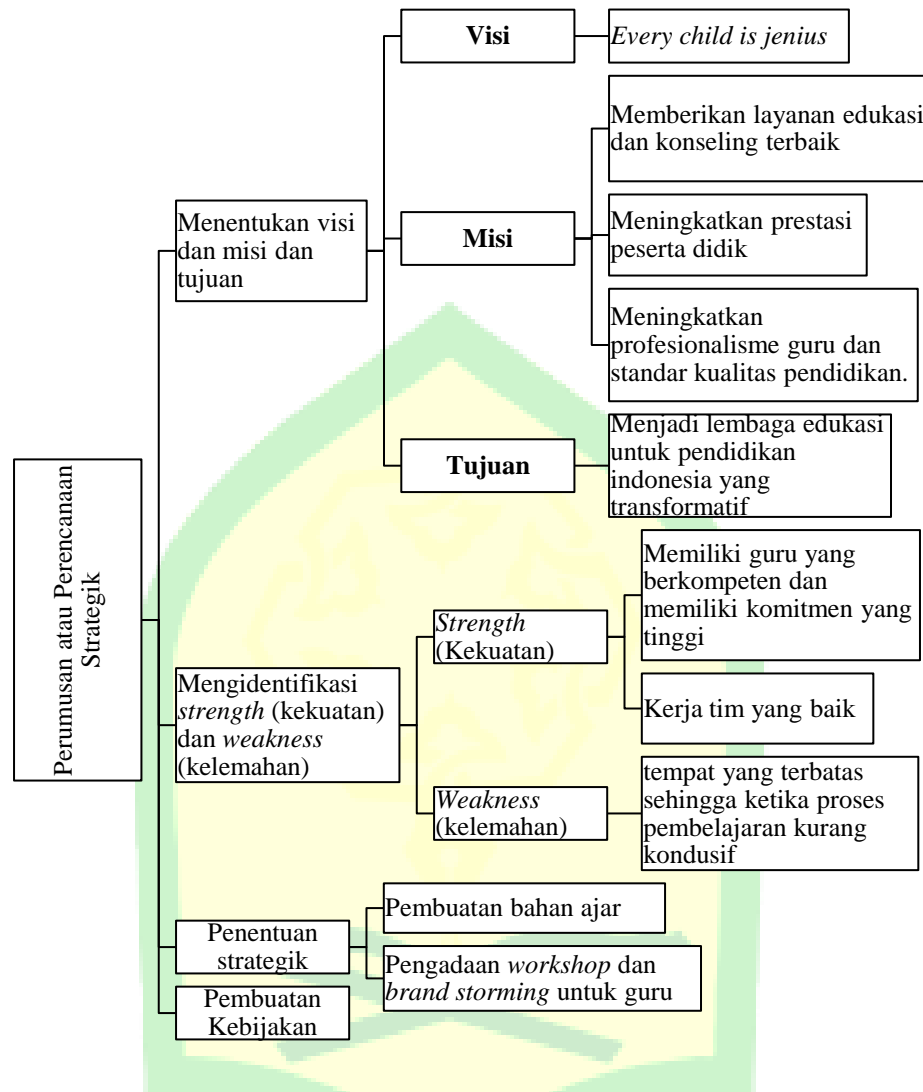 Perumusan atau Perencanaan
Strategik
Menentukan visi
dan misi dan
tujuan
Visi
Every child is jenius
Misi
Memberikan layanan edukasi
dan konseling terbaik
Meningkatkan prestasi
peserta didik
Meningkatkan
profesionalisme guru dan
standar kualitas pendidikan.
Tujuan
Menjadi lembaga edukasi
untuk pendidikan
indonesia yang
transformatif
Mengidentifikasi
strength (kekuatan)
dan weakness
(kelemahan)
Strength
(Kekuatan)
Memiliki guru yang
berkompeten dan
memiliki komitmen yang
tinggi
Kerja tim yang baik
Weakness
(kelemahan)
tempat yang terbatas
sehingga ketika proses
pembelajaran kurang
kondusif
Penentuan
strategik
Pembuatan bahan ajar
Pengadaan workshop dan
brand storming untuk guru
Pembuatan
Kebijakan